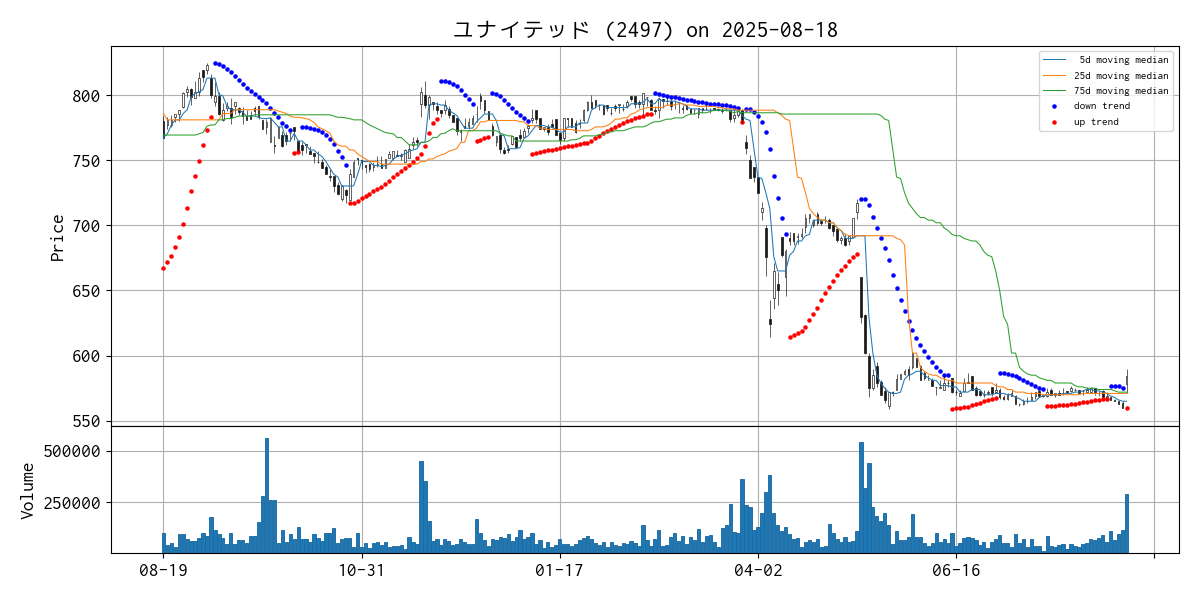 ユナイテッド (2497) on 2025-08-18
5d moving median
25d moving median
75d moving median
down trend
up trend
Price
800
750
700
650
600
550
Volume
500000
250000
08-19
10-31
01-17
04-02
06-16